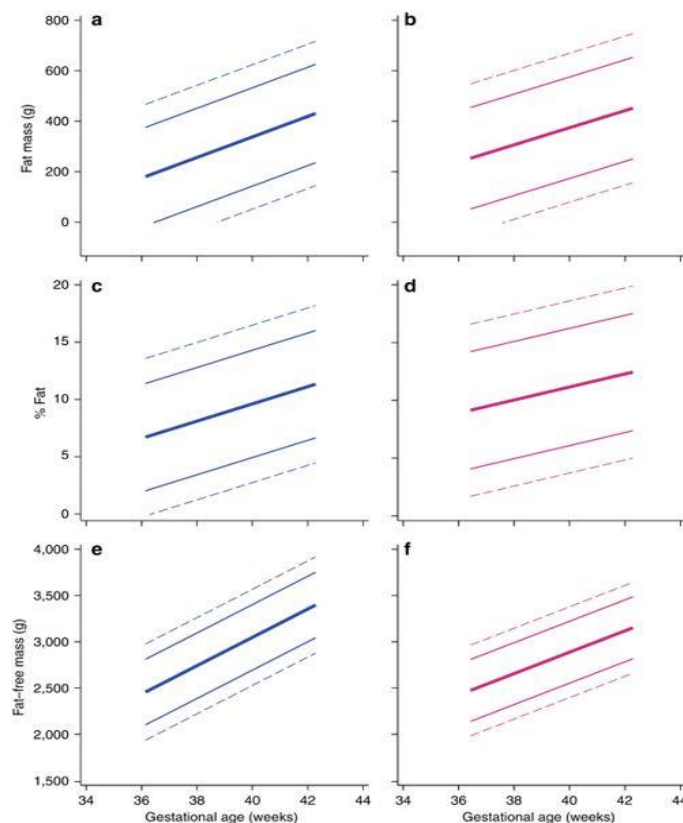 a
b
800
600
400
200
0
Fat mass (g)
c
d
20
15
10
5
0
% Fat
e
f
4,000
3,500
3,000
2,500
2,000
1,500
Fat–free mass (g)
34 36 38 40 42 44
34 36 38 40 42 44
Gestational age (weeks)
Gestational age (weeks)